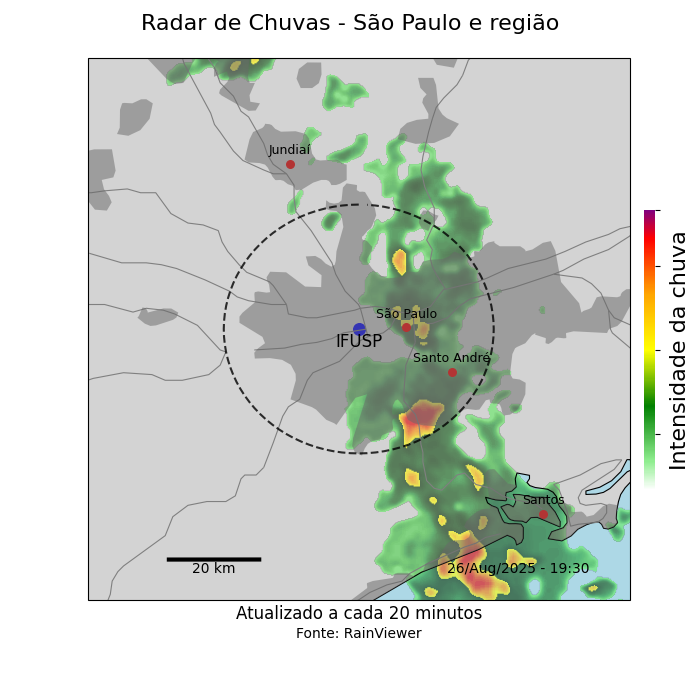 Radar de Chuvas - São Paulo e região
Jundiaí
São Paulo
IFUSP
Santo André
Santos
20 km
26/Aug/2025 - 19:30
Intensidade da chuva
Atualizado a cada 20 minutos
Fonte: RainViewer